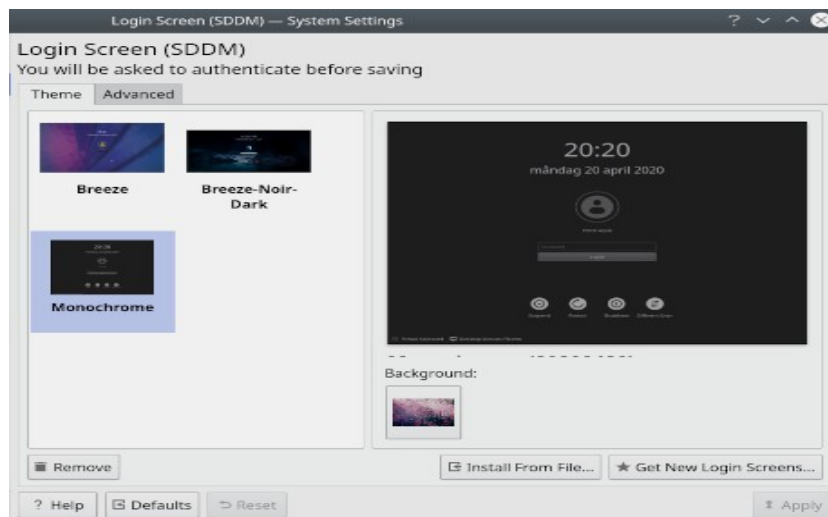 Login Screen (SDDM) — System Settings
Login Screen (SDDM)
You will be asked to authenticate before saving
Theme Advanced
Breeze
Breeze-Noir-
Dark
Monochrome
20:20
måndag 20 april 2020
Background:
Remove
Install From File...
Get New Login Screens...
? Help
Defaults
Reset
Apply